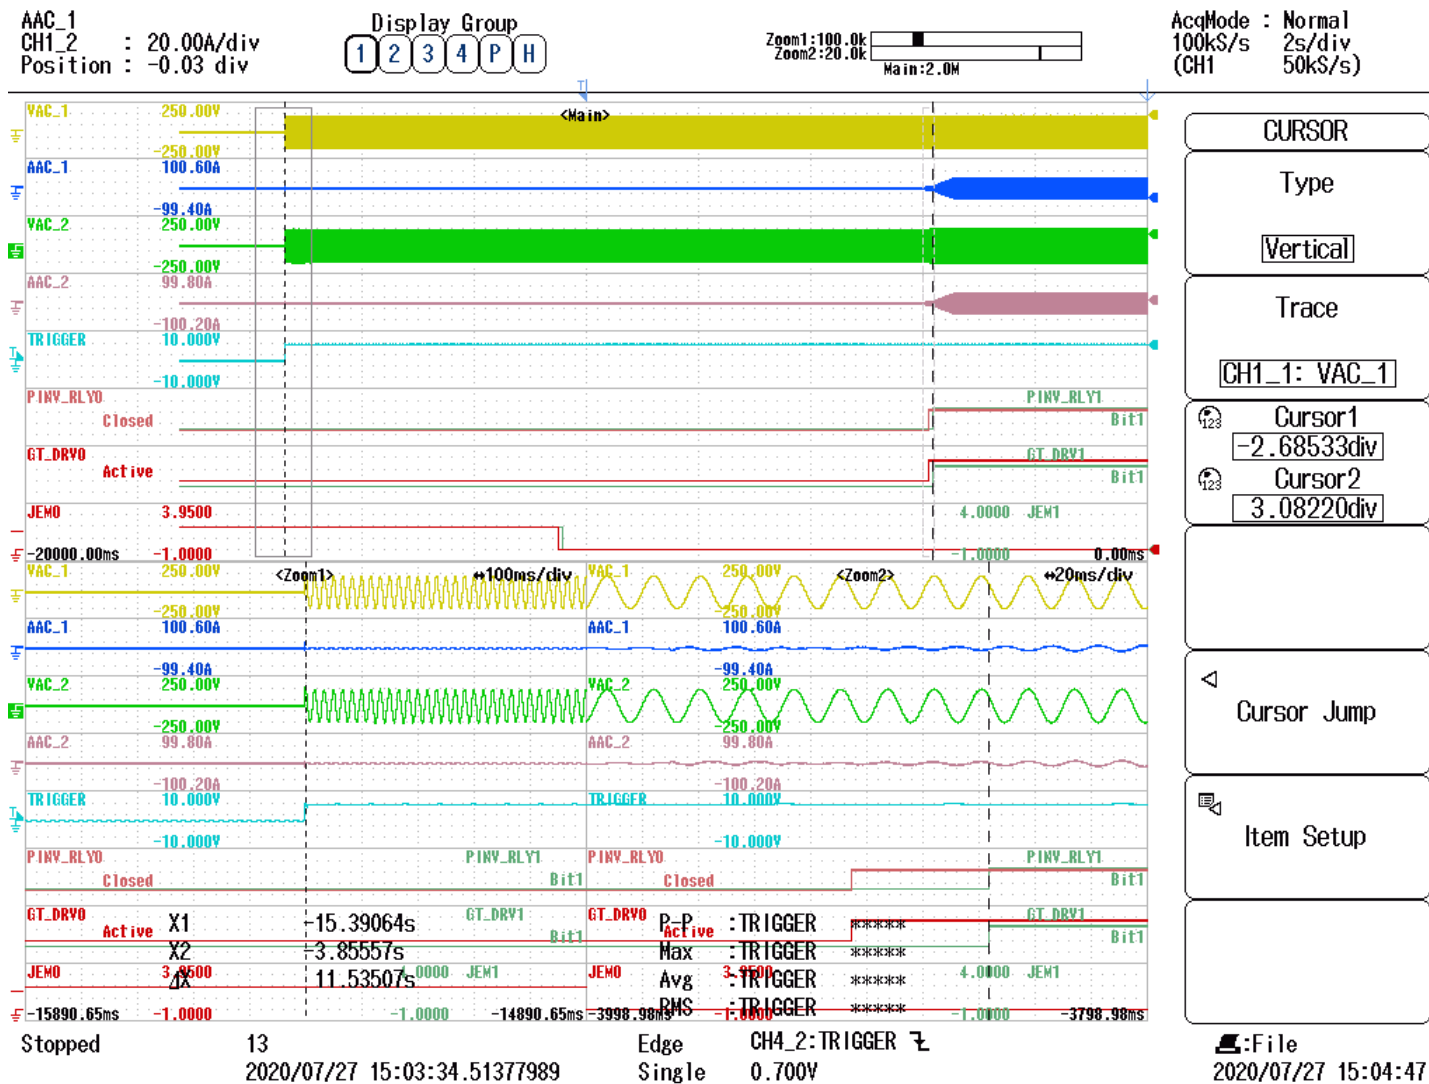 AAC_1
CH1_2 : 20.00A/div
Position : -0.03 div
Display Group
1 2 3 4 P H
Zoom1:100.0k
Zoom2:20.0k
Main:2.0M
AcqMode : Normal
100kS/s 2s/div
(CH1 50kS/s)
T
VAC_1 250.00V <Main>
-250.00V
AAC_1 100.60A
-99.40A
VAC_2 250.00V
-250.00V
AAC_2 99.80A
-100.20A
TRIGGER 10.000V
-10.000V
PINV_RLY0 PINV_RLY1
Closed Bit1
GT_DRV0 GT_DRV1
Active Bit1
JEM0 3.9500 4.0000 JEM1
-20000.00ms -1.0000 -1.0000 0.00ms
VAC_1 250.00V <Zoom1> ↔100ms/div VAC_1 250.00V <Zoom2> ↔20ms/div
-250.00V -250.00V
AAC_1 100.60A AAC_1 100.60A
-99.40A -99.40A
VAC_2 250.00V VAC_2 250.00V
-250.00V -250.00V
AAC_2 99.80A AAC_2 99.80A
-100.20A -100.20A
TRIGGER 10.000V TRIGGER 10.000V
-10.000V -10.000V
PINV_RLY0 PINV_RLY1 PINV_RLY0 PINV_RLY1
Closed Bit1 Closed Bit1
GT_DRV0 GT_DRV1 GT_DRV0 GT_DRV1
Active Bit1 Active Bit1
X1 -15.39064s P-P :TRIGGER *****
X2 -3.85557s Max :TRIGGER *****
JEM0 3.9500 4.0000 JEM1 JEM0 3.9500 4.0000 JEM1
ΔX 11.53507s Avg :TRIGGER *****
RMS :TRIGGER *****
-15890.65ms -1.0000 -1.0000 -14890.65ms -3998.98ms -1.0000 -1.0000 -3798.98ms
CURSOR
Type
Vertical
Trace
CH1_1: VAC_1
Cursor1
-2.68533div
Cursor2
3.08220div
Cursor Jump
Item Setup
Stopped 13 Edge CH4_2:TRIGGER :File
2020/07/27 15:03:34.51377989 Single 0.700V 2020/07/27 15:04:47